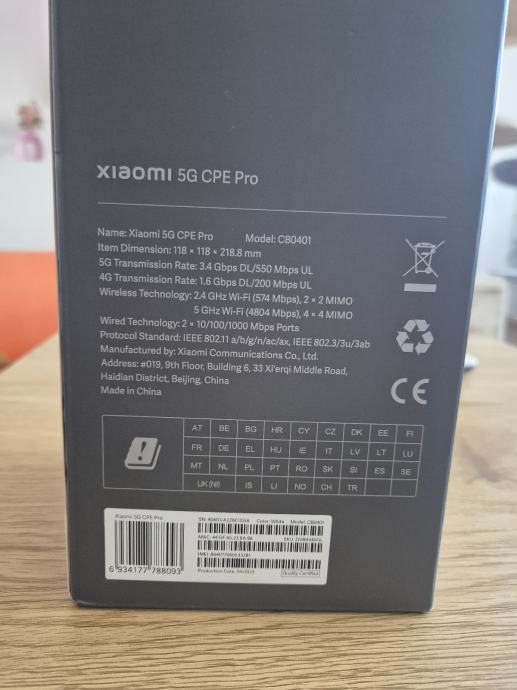 xiaomi 5G CPE Pro
Name: Xiaomi 5G CPE Pro Model: CB0401
Item Dimension: 118 × 118 × 218.8 mm
5G Transmission Rate: 3.4 Gbps DL/550 Mbps UL
4G Transmission Rate: 1.6 Gbps DL/200 Mbps UL
Wireless Technology: 2.4 GHz Wi-Fi (574 Mbps), 2 × 2 MIMO
5 GHz Wi-Fi (4804 Mbps), 4 × 4 MIMO
Wired Technology: 2 × 10/100/1000 Mbps Ports
Protocol Standard: IEEE 802.11 a/b/g/n/ac/ax, IEEE 802.3/3u/3ab
Manufactured by: Xiaomi Communications Co., Ltd.
Address: #019, 9th Floor, Building 6, 33 Xi'erqi Middle Road,
Haidian District, Beijing, China
Made in China
CE
AT BE BG HR CY CZ DK EE FI
FR DE EL HU IE IT LV LT LU
MT NL PL PT RO SK SI ES SE
UK(NI) IS LI NO CH TR
Xiaomi 5G CPE Pro
Color: White Model: CB0401
6 934177 788093
Quality Certified